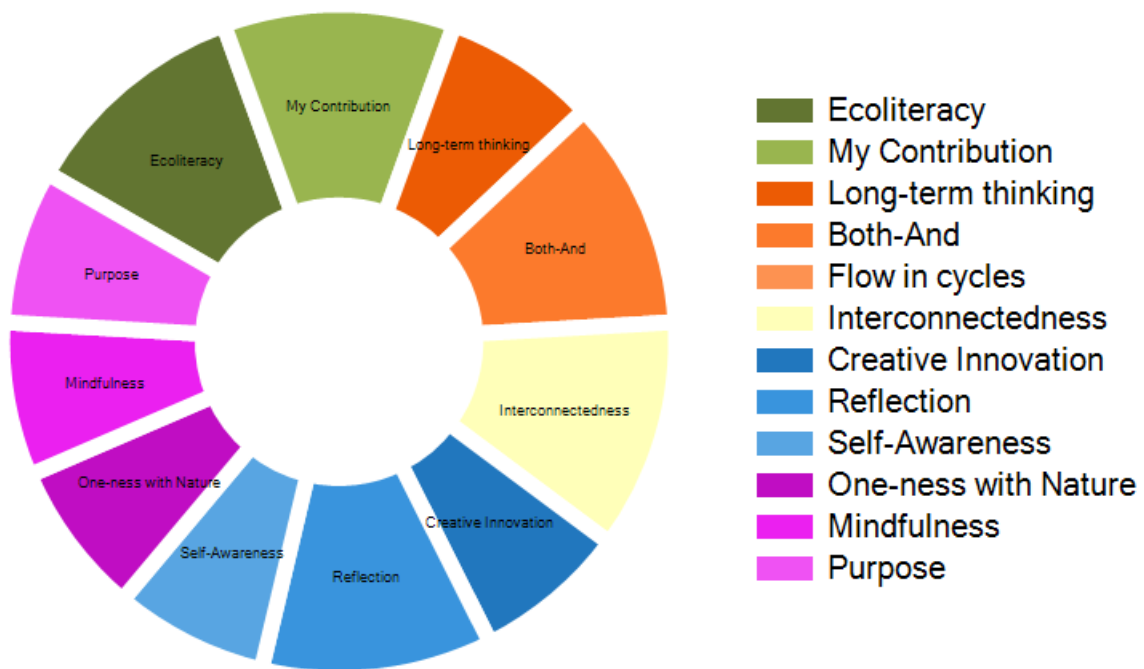 My Contribution
Long-term thinking
Ecoliteracy
Both-And
Purpose
Mindfulness
Interconnectedness
One-ness with Nature
Creative Innovation
Self-Awareness
Reflection
Ecoliteracy
My Contribution
Long-term thinking
Both-And
Flow in cycles
Interconnectedness
Creative Innovation
Reflection
Self-Awareness
One-ness with Nature
Mindfulness
Purpose